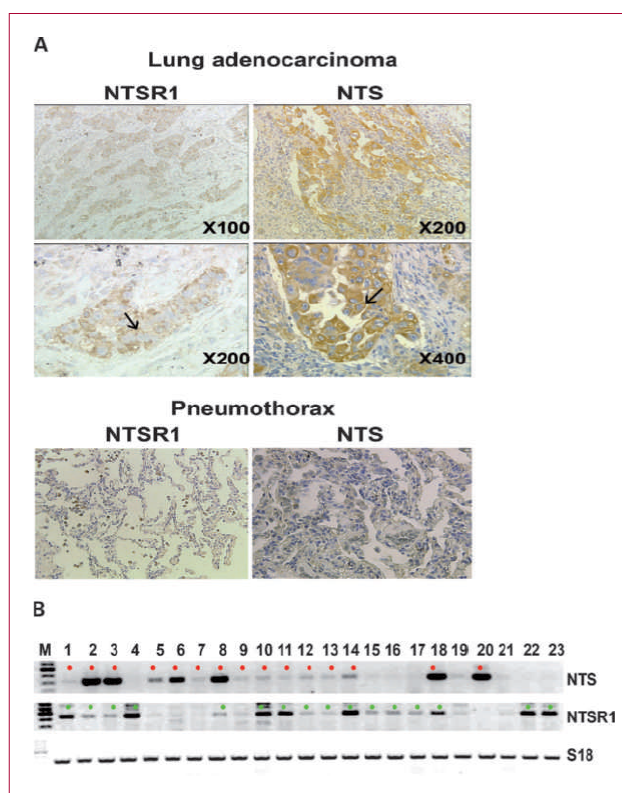 A
Lung adenocarcinoma
NTSR1 NTS
X100 X200
X200 X400
Pneumothorax
NTSR1 NTS
B
M 1 2 3 4 5 6 7 8 9 10 11 12 13 14 15 16 17 18 19 20 21 22 23
NTS
NTSR1
S18